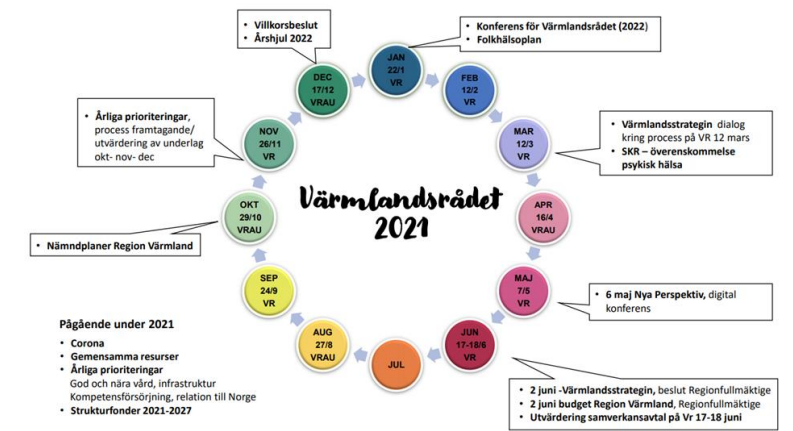 • Villkorsbeslut
• Årshjul 2022
• Konferens för Värmlandsrådet (2022)
• Folkhälsoplan
JAN
22/1
VR
DEC
17/12
VRAU
FEB
12/2
VR
• Årliga prioriteringar,
process framtagande/
utvärdering av underlag
okt- nov- dec
NOV
26/11
VR
MAR
12/3
VR
• Värmlandsstrategin dialog
kring process på VR 12 mars
• SKR – överenskommelse
psykisk hälsa
Värmlandsrådet
2021
OKT
29/10
VRAU
APR
16/4
VRAU
• Nämndplaner Region Värmland
SEP
24/9
VR
MAJ
7/5
VR
• 6 maj Nya Perspektiv, digital
konferens
AUG
27/8
VRAU
JUL
JUN
17-18/6
VR
Pågående under 2021
• Corona
• Gemensamma resurser
• Årliga prioriteringar
God och nära vård, infrastruktur
Kompetensförsörjning, relation till Norge
• Strukturfonder 2021-2027
• 2 juni -Värmlandsstrategin, beslut Regionfullmäktige
• 2 juni budget Region Värmland, Regionfullmäktige
• Utvärdering samverkansavtal på Vr 17-18 juni